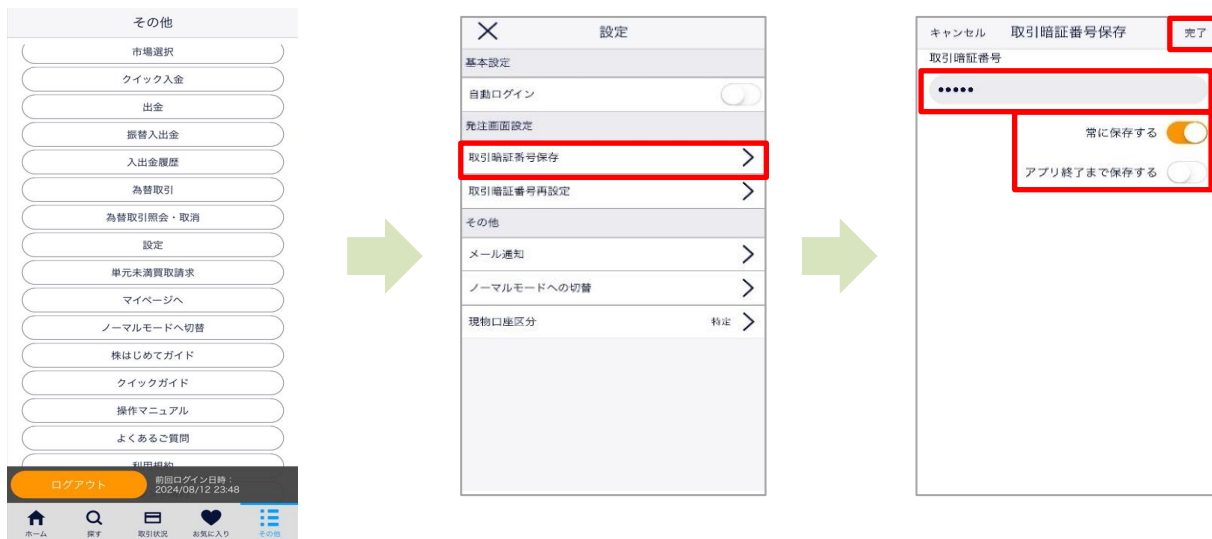 その他
市場選択
クイック入金
出金
振替入出金
入出金履歴
為替取引
為替取引照会・取消
設定
単元未満買取請求
マイページへ
ノーマルモードへ切替
株はじめてガイド
クイックガイド
操作マニュアル
よくあるご質問
利用規約
ログアウト
前回ログイン日時：
2024/08/12 23:48
ホーム
探す
取引状況
お気に入り
その他
設定
基本設定
自動ログイン
発注画面設定
取引暗証番号保存
取引暗証番号再設定
その他
メール通知
ノーマルモードへの切替
現物口座区分 特定
キャンセル 取引暗証番号保存 完了
取引暗証番号
•••••
常に保存する
アプリ終了まで保存する